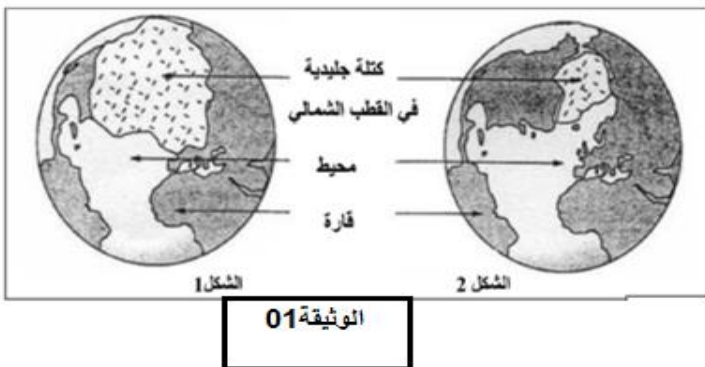 كتلة جليدية
في القطب الشمالي
محيط
قارة
الشكل1
الشكل 2
الوثيقة01